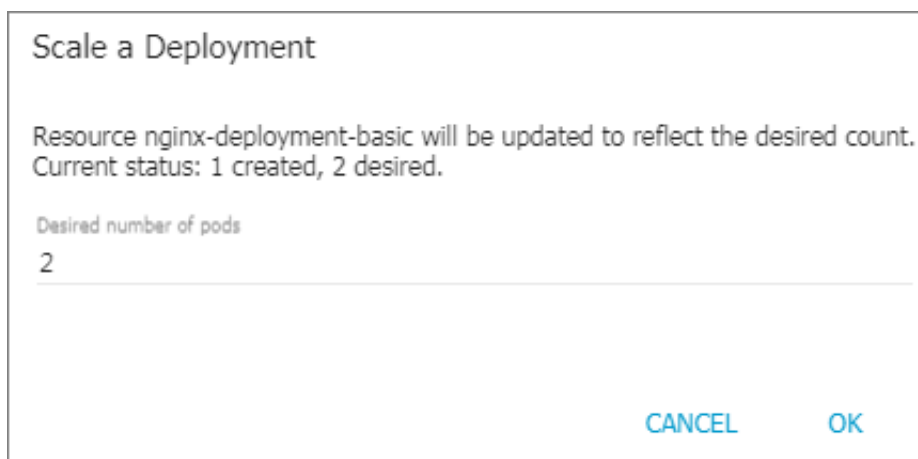 Scale a Deployment
Resource nginx-deployment-basic will be updated to reflect the desired count.
Current status: 1 created, 2 desired.
Desired number of pods
2
CANCEL OK